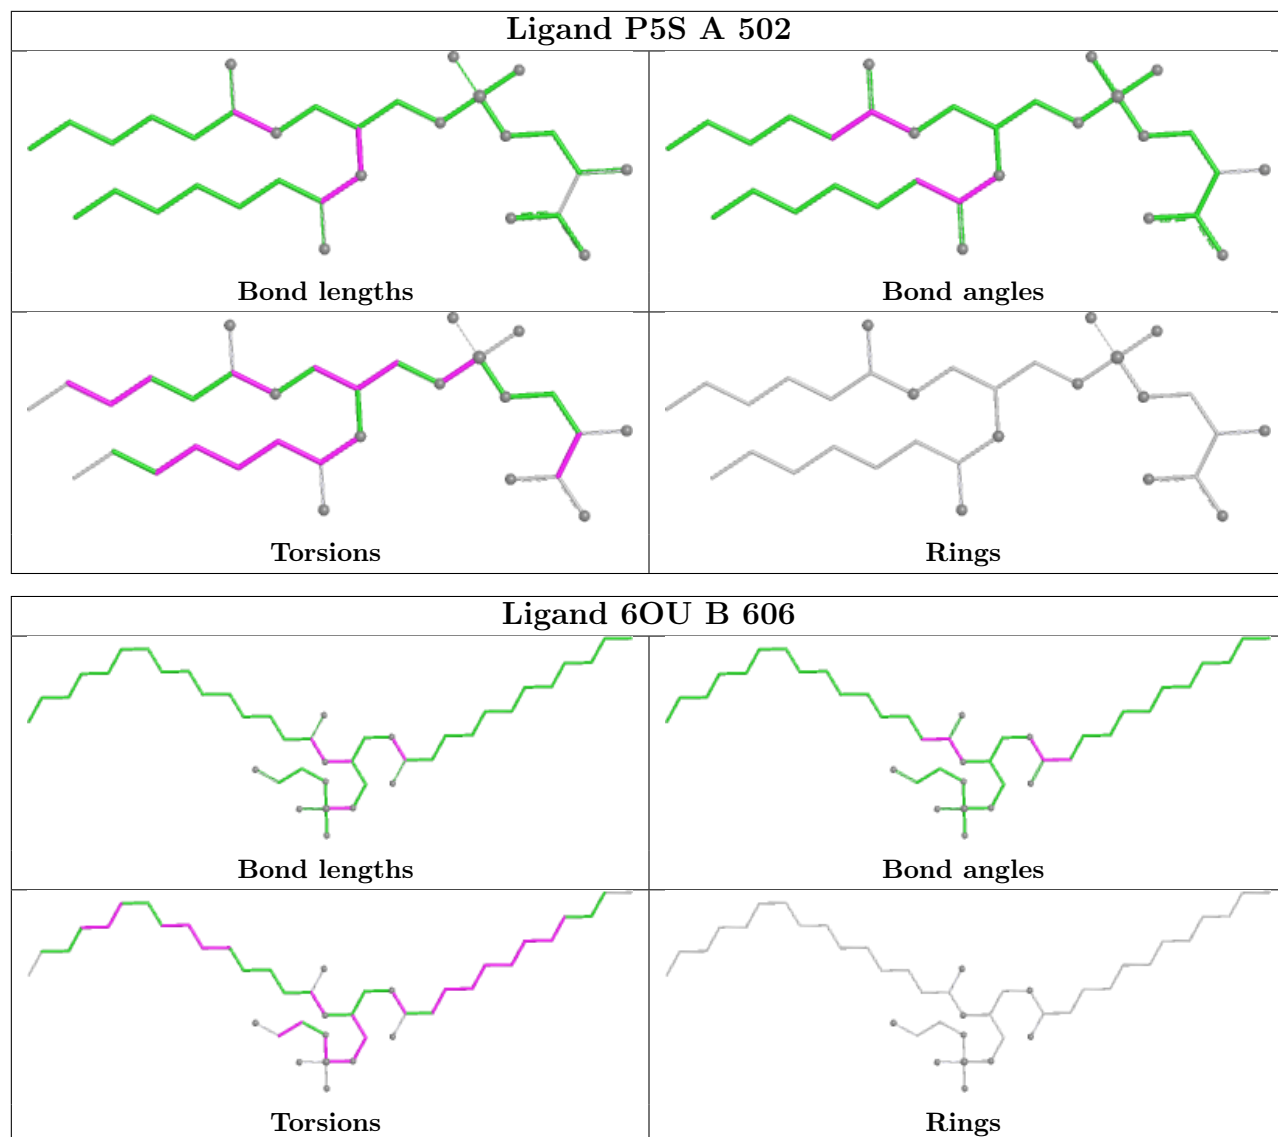 Ligand P5S A 502
Bond lengths
Bond angles
Torsions
Rings
Ligand 6OU B 606
Bond lengths
Bond angles
Torsions
Rings